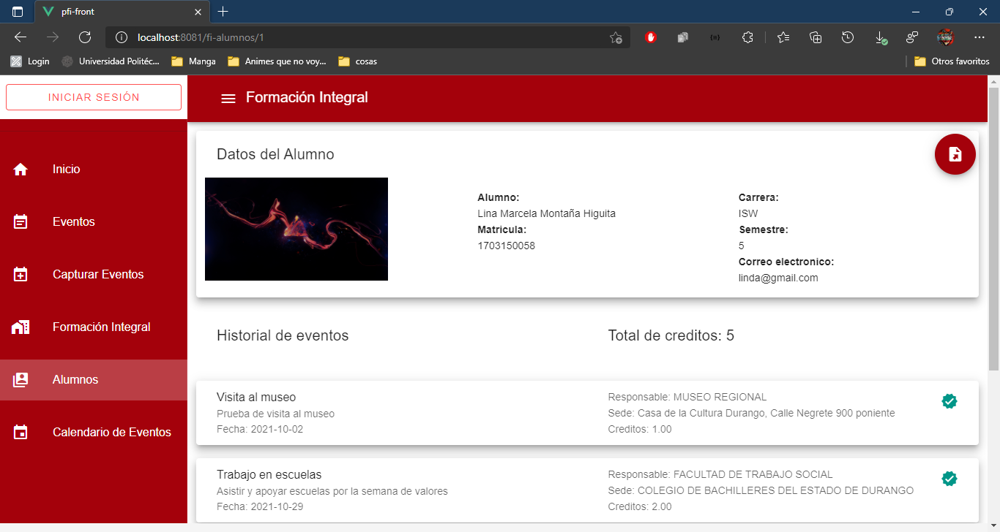 pfi-front
localhost:8081/fi-alumnos/1
Login
Universidad Politéc...
Manga
Animes que no voy...
cosas
Otros favoritos
INICIAR SESIÓN
Formación Integral
Inicio
Eventos
Capturar Eventos
Formación Integral
Alumnos
Calendario de Eventos
Datos del Alumno
Alumno:
Lina Marcela Montaña Higuita
Matricula:
1703150058
Carrera:
ISW
Semestre:
5
Correo electronico:
linda@gmail.com
Historial de eventos
Total de creditos: 5
Visita al museo
Prueba de visita al museo
Fecha: 2021-10-02
Responsable: MUSEO REGIONAL
Sede: Casa de la Cultura Durango, Calle Negrete 900 poniente
Creditos: 1.00
Trabajo en escuelas
Asistir y apoyar escuelas por la semana de valores
Fecha: 2021-10-29
Responsable: FACULTAD DE TRABAJO SOCIAL
Sede: COLEGIO DE BACHILLERES DEL ESTADO DE DURANGO
Creditos: 2.00